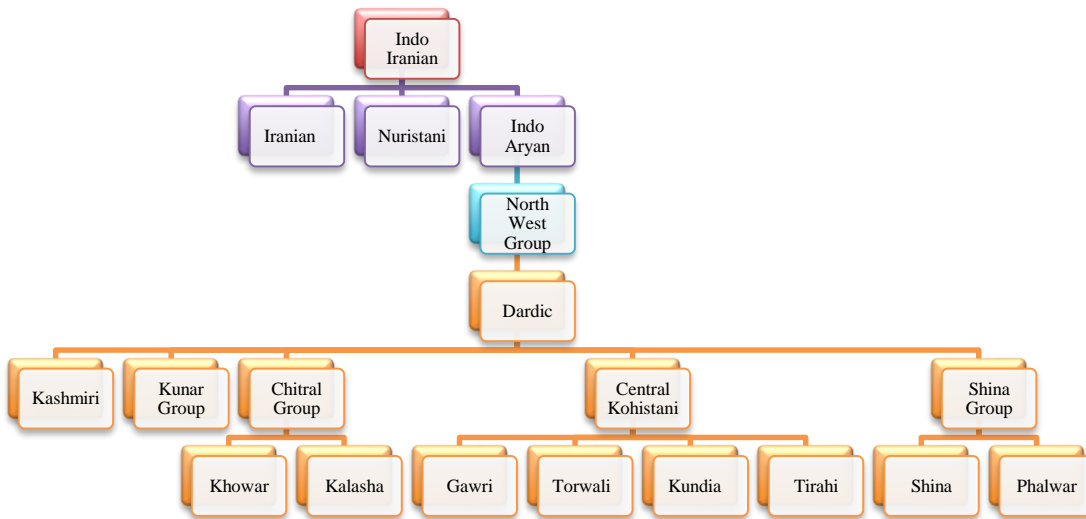 Indo
Iranian
Iranian
Nuristani
Indo
Aryan
North
West
Group
Dardic
Kashmiri
Kunar
Group
Chitral
Group
Central
Kohistani
Shina
Group
Khowar
Kalasha
Gawri
Torwali
Kundia
Tirahi
Shina
Phalwar